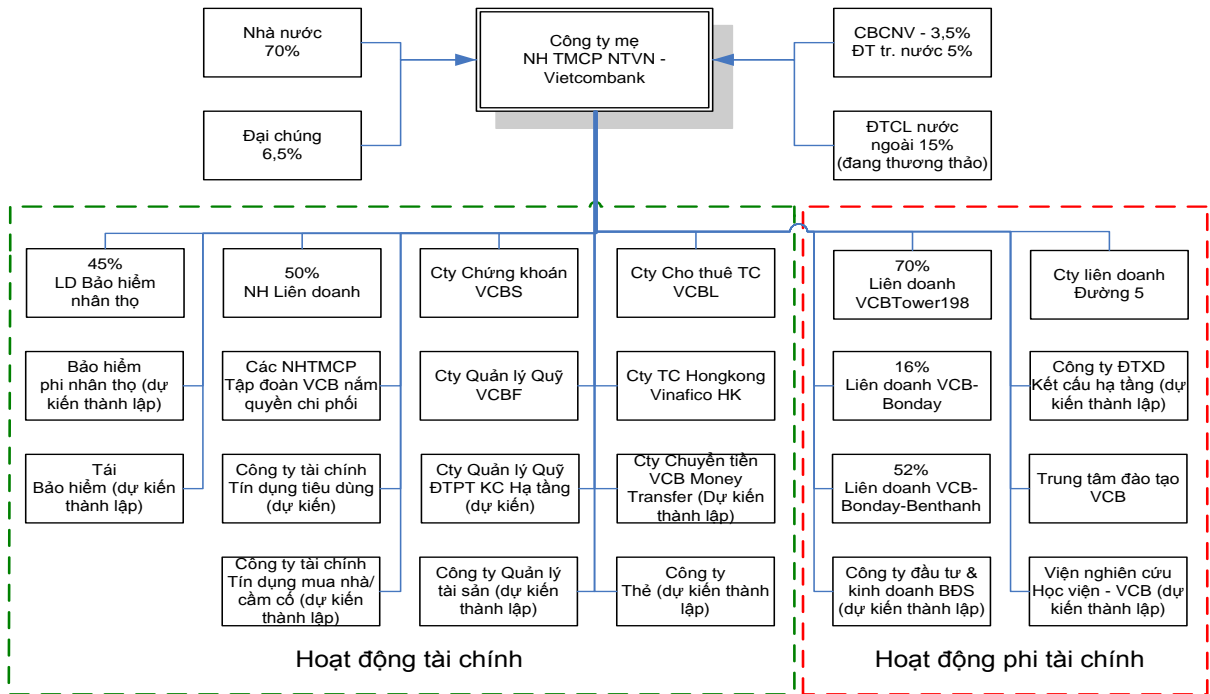 Nhà nước
70%
Công ty mẹ
NH TMCP NTVN -
Vietcombank
CBCNV - 3,5%
ĐT tr. nước 5%
Đại chúng
6,5%
ĐTCL nước
ngoài 15%
(đang thương thảo)
45%
LD Bảo hiểm
nhân thọ
50%
NH Liên doanh
Cty Chứng khoán
VCBS
Cty Cho thuê TC
VCBL
70%
Liên doanh
VCBTower198
Cty liên doanh
Đường 5
Bảo hiểm
phi nhân thọ (dự
kiến thành lập)
Các NHTMCP
Tập đoàn VCB nắm
quyền chi phối
Cty Quản lý Quỹ
VCBF
Cty TC Hongkong
Vinafico HK
16%
Liên doanh VCB-
Bonday
Công ty ĐTXD
Kết cấu hạ tầng (dự
kiến thành lập)
Tái
Bảo hiểm (dự kiến
thành lập)
Công ty tài chính
Tín dụng tiêu dùng
(dự kiến)
Cty Quản lý Quỹ
ĐTPT KC Hạ tầng
(dự kiến)
Cty Chuyển tiền
VCB Money
Transfer (Dự kiến
thành lập)
52%
Liên doanh VCB-
Bonday-Benthanh
Trung tâm đào tạo
VCB
Công ty tài chính
Tín dụng mua nhà/
cầm cố (dự kiến
thành lập)
Công ty Quản lý
tài sản (dự kiến
thành lập)
Công ty
Thẻ (dự kiến thành
lập)
Công ty đầu tư &
kinh doanh BĐS
(dự kiến thành lập)
Viện nghiên cứu
Học viện - VCB (dự
kiến thành lập)
Hoạt động tài chính
Hoạt động phi tài chính